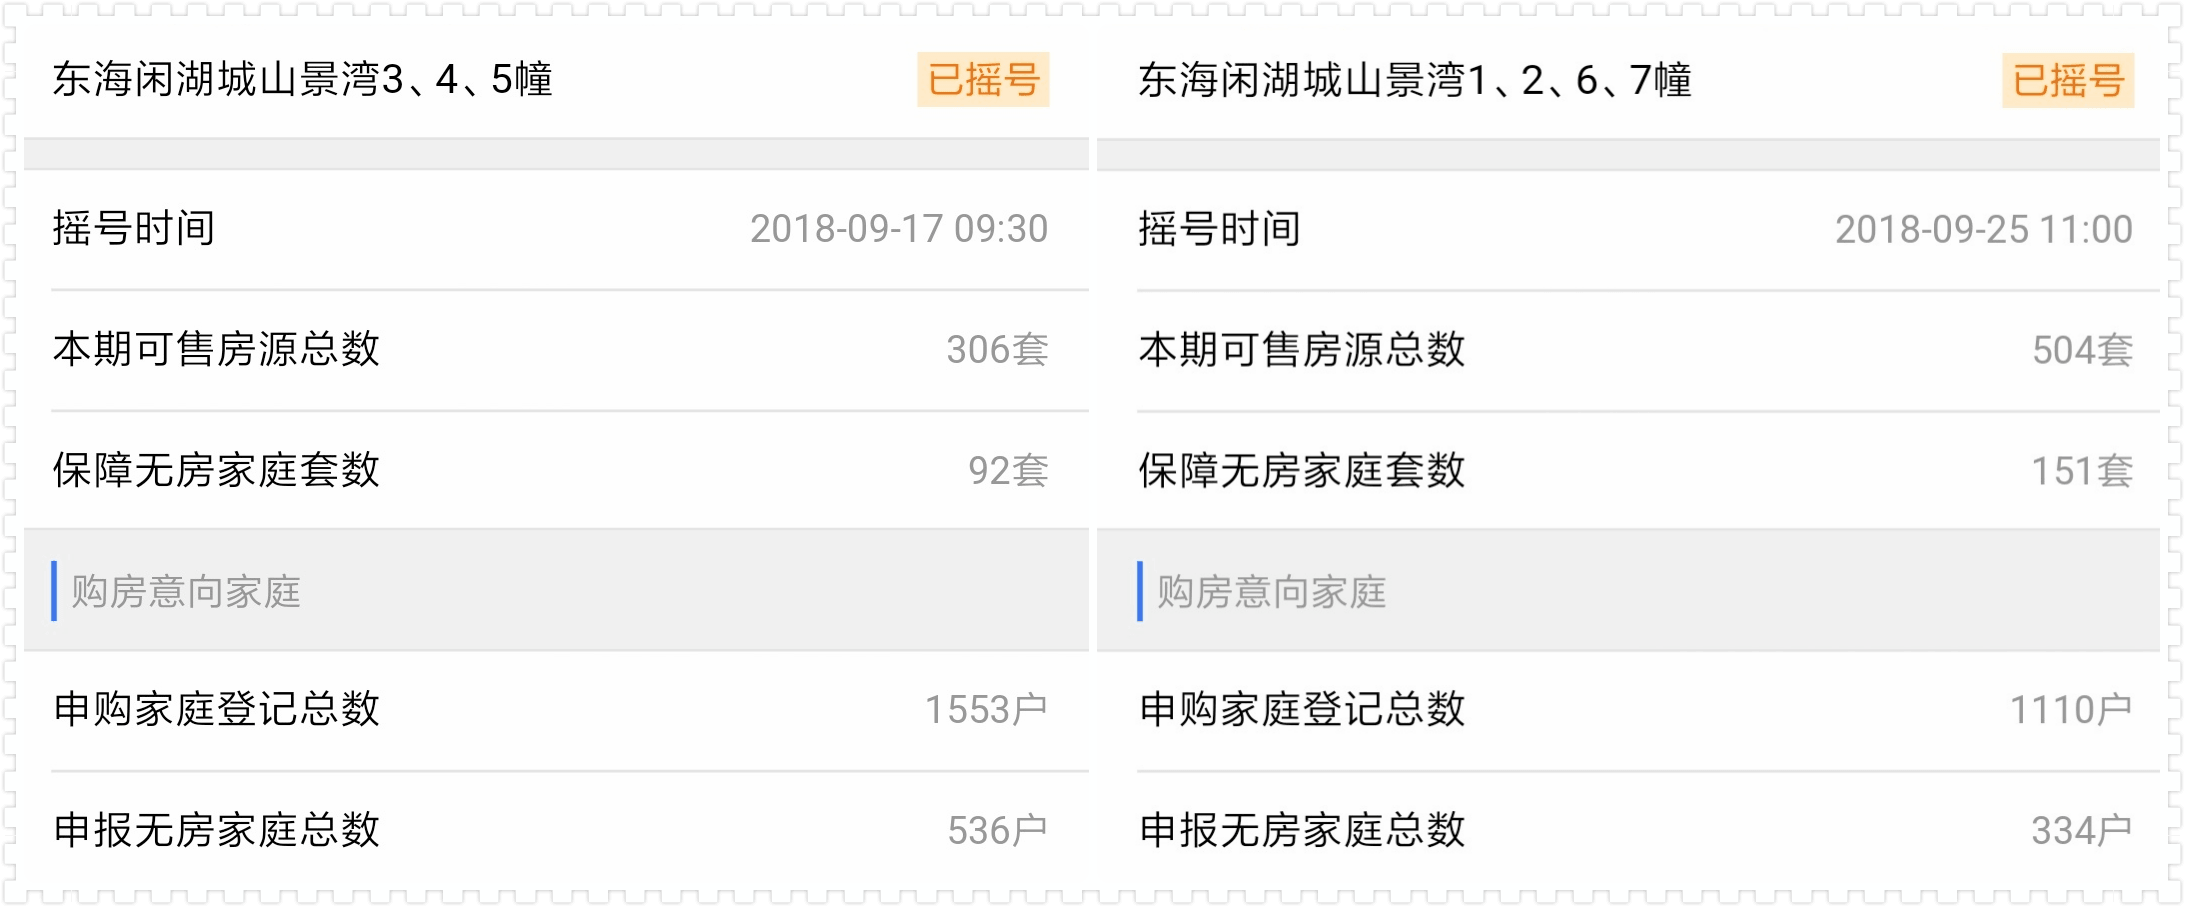 东海闲湖城山景湾3、4、5幢
已摇号
摇号时间
2018-09-17 09:30
本期可售房源总数
306套
保障无房家庭套数
92套
购房意向家庭
申购家庭登记总数
1553户
申报无房家庭总数
536户
东海闲湖城山景湾1、2、6、7幢
已摇号
摇号时间
2018-09-25 11:00
本期可售房源总数
504套
保障无房家庭套数
151套
购房意向家庭
申购家庭登记总数
1110户
申报无房家庭总数
334户